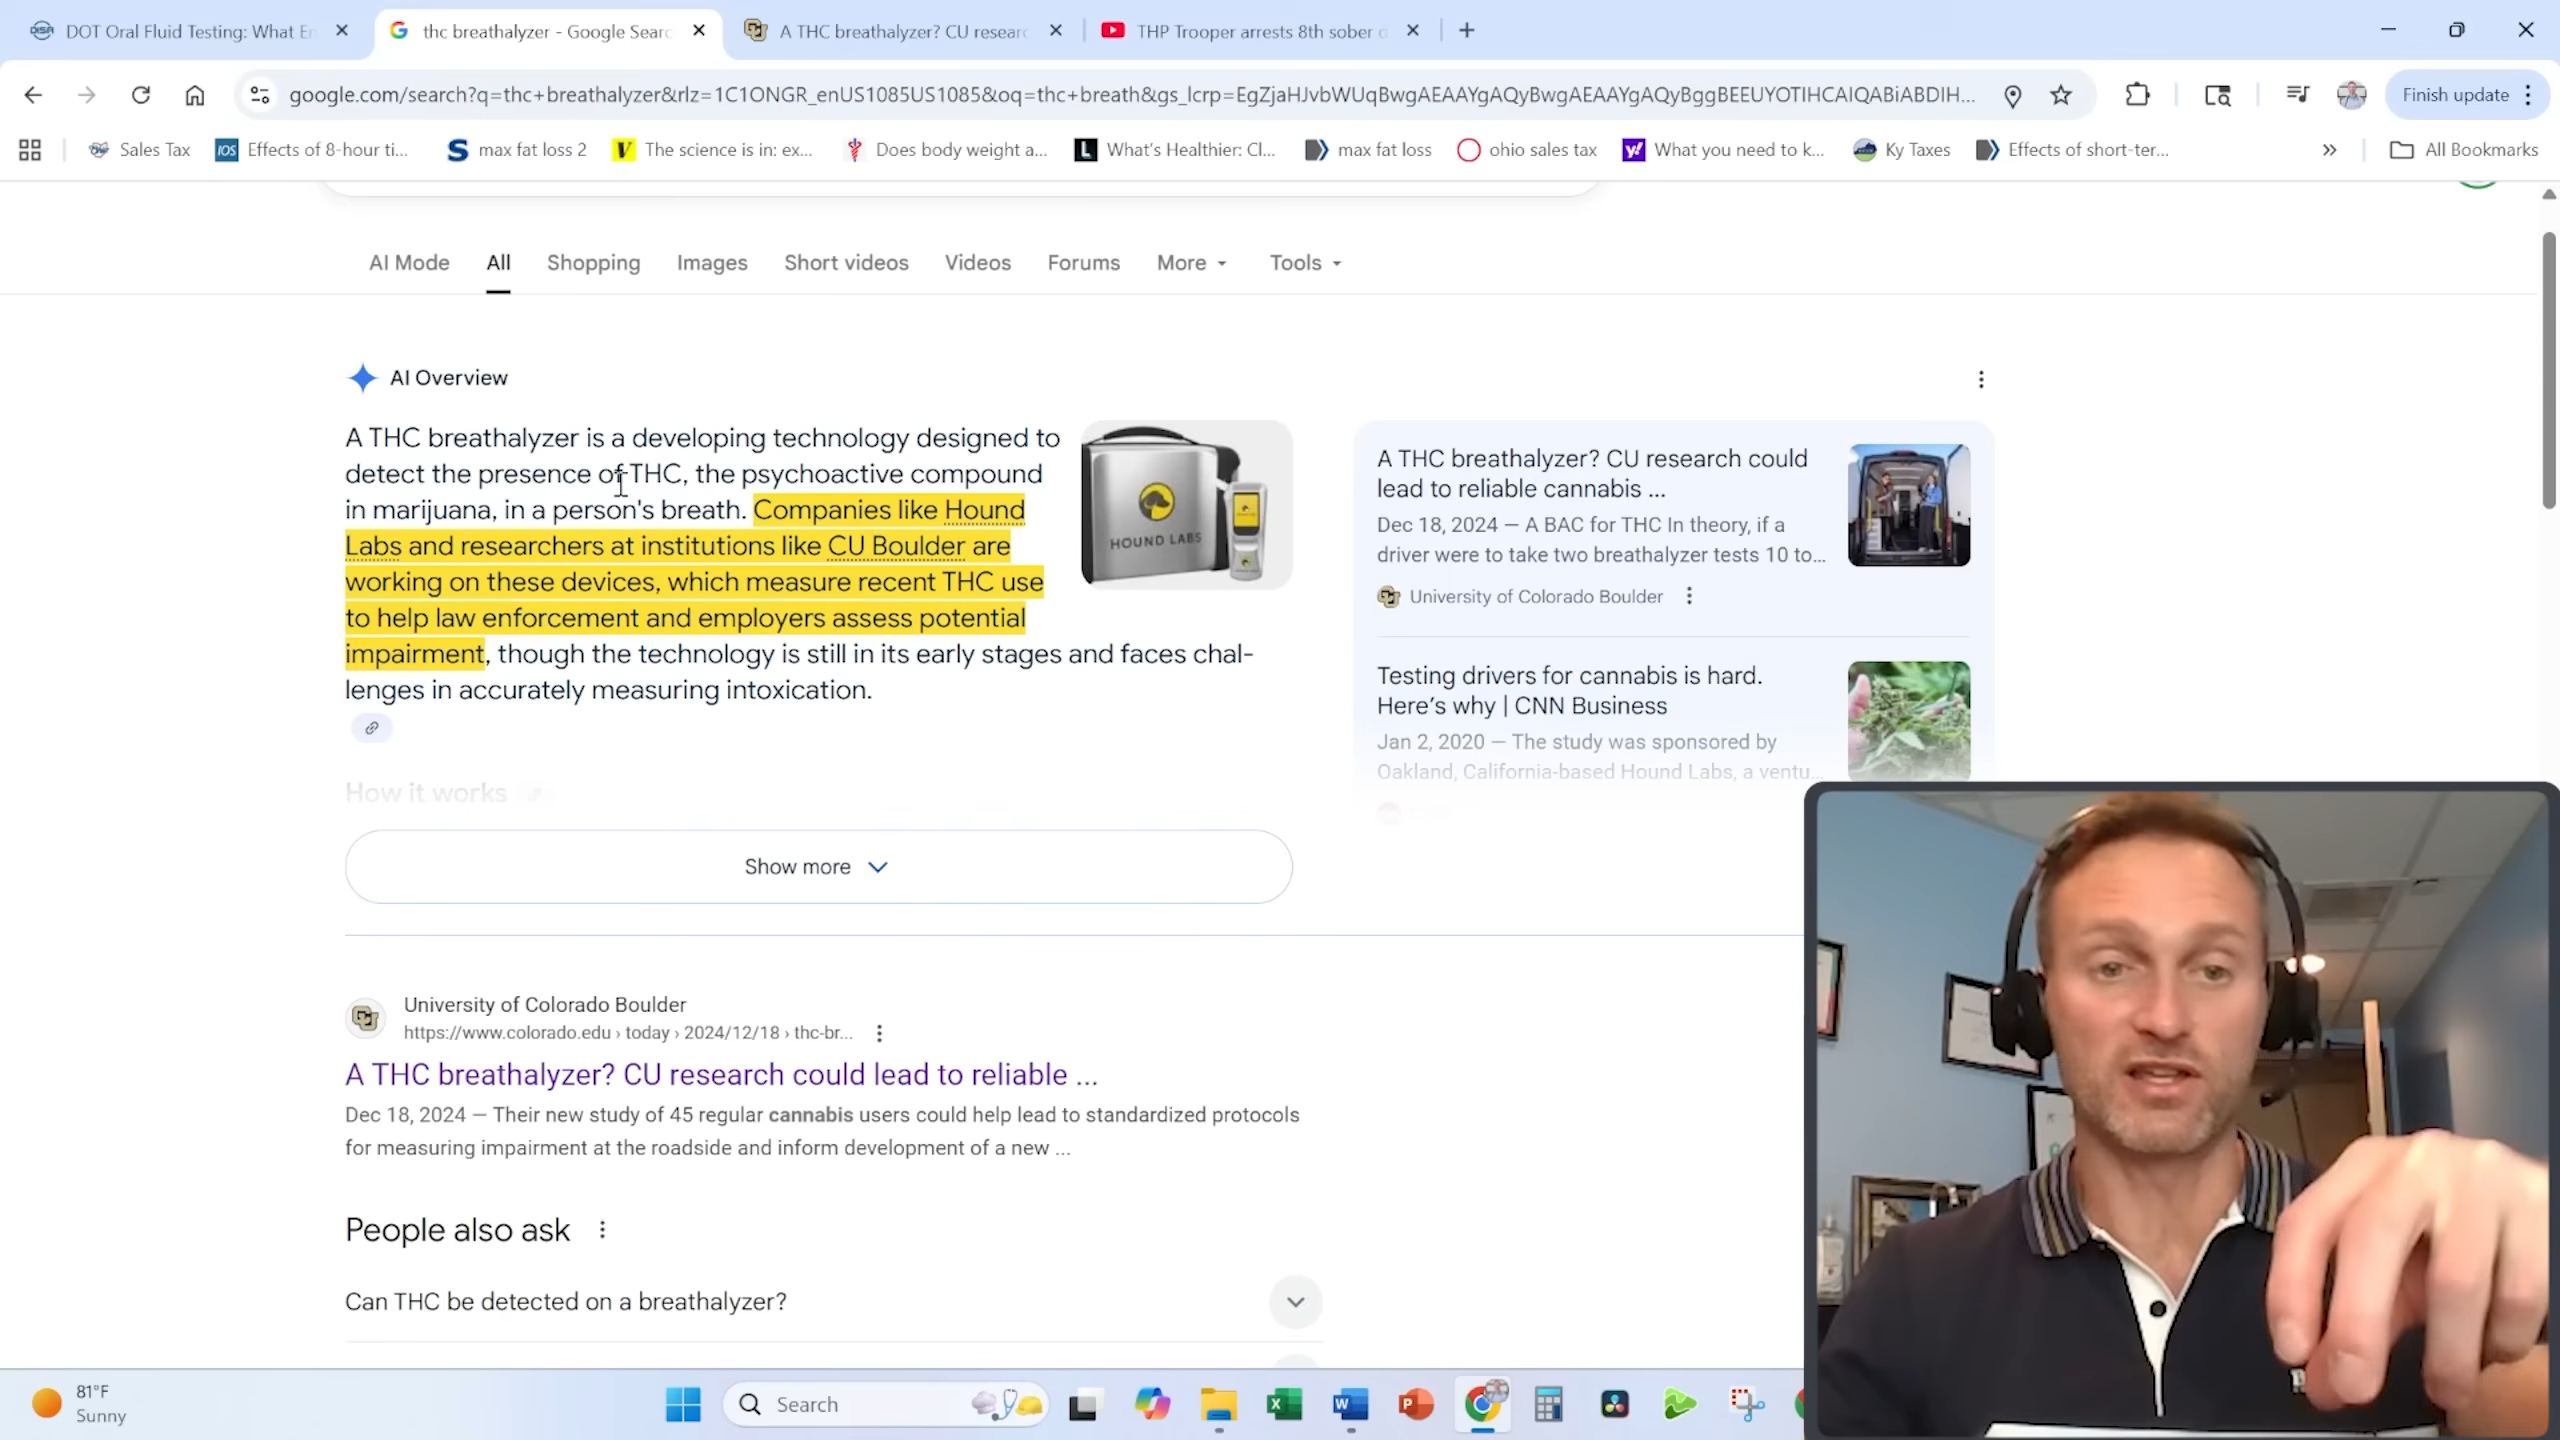 DISA DOT Oral Fluid Testing: What En
thc breathalyzer - Google Searc
A THC breathalyzer? CU researc
THP Trooper arrests 8th sober d
google.com/search?q=thc+breathalyzer&rlz=1C1ONGR_enUS1085US1085&oq=thc+breath&gs_lcrp=EgZjaHJvbWUqBwgAEAAYgAQyBwgAEAAYgAQyBggBEEUYOTIHCAIQABiABDIH...
Finish update
Sales Tax
IOS Effects of 8-hour ti...
S max fat loss 2
V The science is in: ex...
Does body weight a...
L What's Healthier: Cl...
max fat loss
ohio sales tax
y! What you need to k...
Ky Taxes
Effects of short-ter...
All Bookmarks
AI Mode
All
Shopping
Images
Short videos
Videos
Forums
More
Tools
AI Overview
A THC breathalyzer is a developing technology designed to
detect the presence of THC, the psychoactive compound
in marijuana, in a person's breath. Companies like Hound
Labs and researchers at institutions like CU Boulder are
working on these devices, which measure recent THC use
to help law enforcement and employers assess potential
impairment, though the technology is still in its early stages and faces chal-
lenges in accurately measuring intoxication.
HOUND LABS
A THC breathalyzer? CU research could
lead to reliable cannabis ...
Dec 18, 2024 — A BAC for THC In theory, if a
driver were to take two breathalyzer tests 10 to...
University of Colorado Boulder
Testing drivers for cannabis is hard.
Here's why | CNN Business
Jan 2, 2020 — The study was sponsored by
Oakland, California-based Hound Labs, a ventu...
How it works
Show more
University of Colorado Boulder
https://www.colorado.edu › today › 2024/12/18 › thc-br...
A THC breathalyzer? CU research could lead to reliable ...
Dec 18, 2024 — Their new study of 45 regular cannabis users could help lead to standardized protocols
for measuring impairment at the roadside and inform development of a new ...
People also ask
Can THC be detected on a breathalyzer?
81°F
Sunny
Search